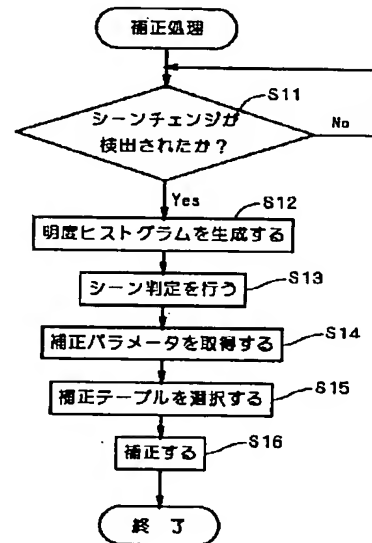 補正処理
シーンチェンジが
検出されたか？
S11
No
Yes
S12
明度ヒストグラムを生成する
S13
シーン判定を行う
S14
補正パラメータを取得する
S15
補正テーブルを選択する
S16
補正する
終 了